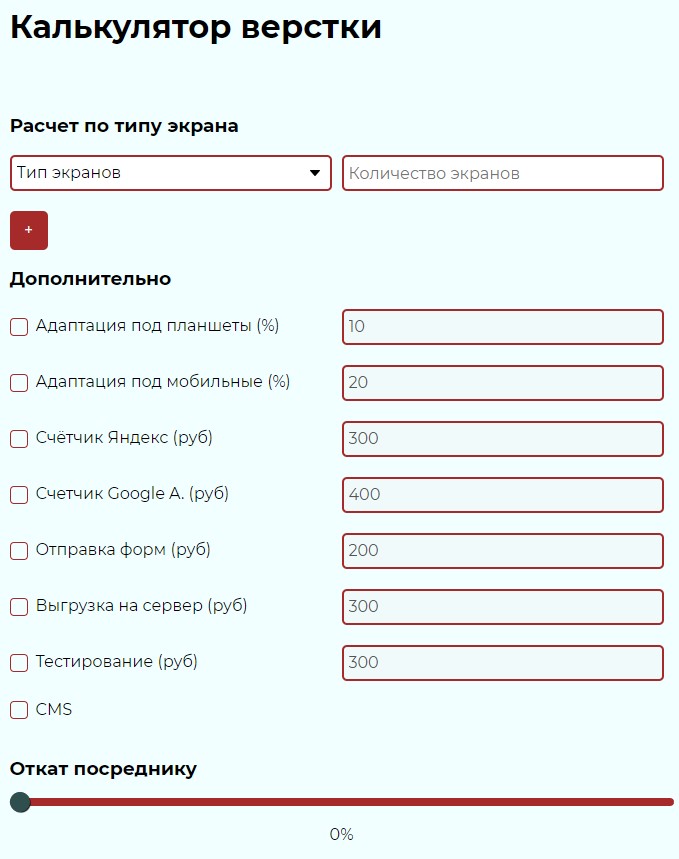 Калькулятор верстки
Расчет по типу экрана
Тип экранов
Количество экранов
+
Дополнительно
Адаптация под планшеты (%)
10
Адаптация под мобильные (%)
20
Счётчик Яндекс (руб)
300
Счетчик Google A. (руб)
400
Отправка форм (руб)
200
Выгрузка на сервер (руб)
300
Тестирование (руб)
300
CMS
Откат посреднику
0%